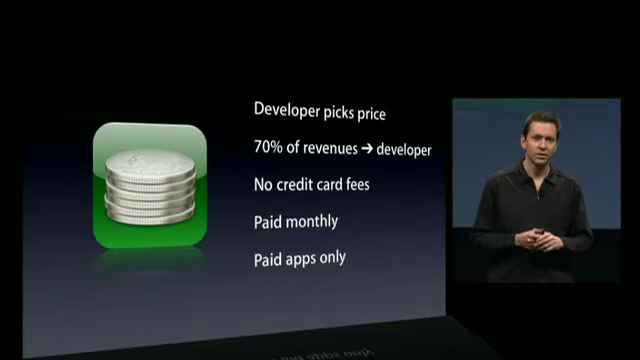 Developer picks price
70% of revenues → developer
No credit card fees
Paid monthly
Paid apps only